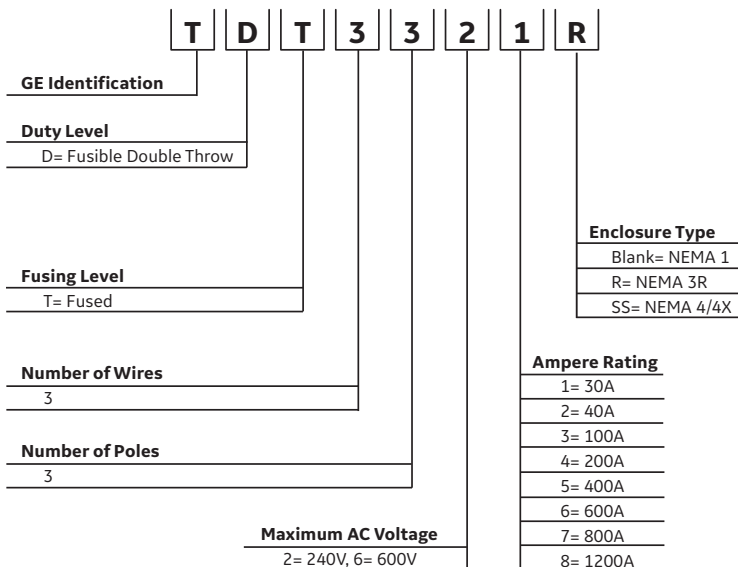 T D T 3 3 2 1 R
GE Identification
Duty Level
D= Fusible Double Throw
Fusing Level
T= Fused
Number of Wires
3
Number of Poles
3
Maximum AC Voltage
2= 240V, 6= 600V
Enclosure Type
Blank= NEMA 1
R= NEMA 3R
SS= NEMA 4/4X
Ampere Rating
1= 30A
2= 40A
3= 100A
4= 200A
5= 400A
6= 600A
7= 800A
8= 1200A